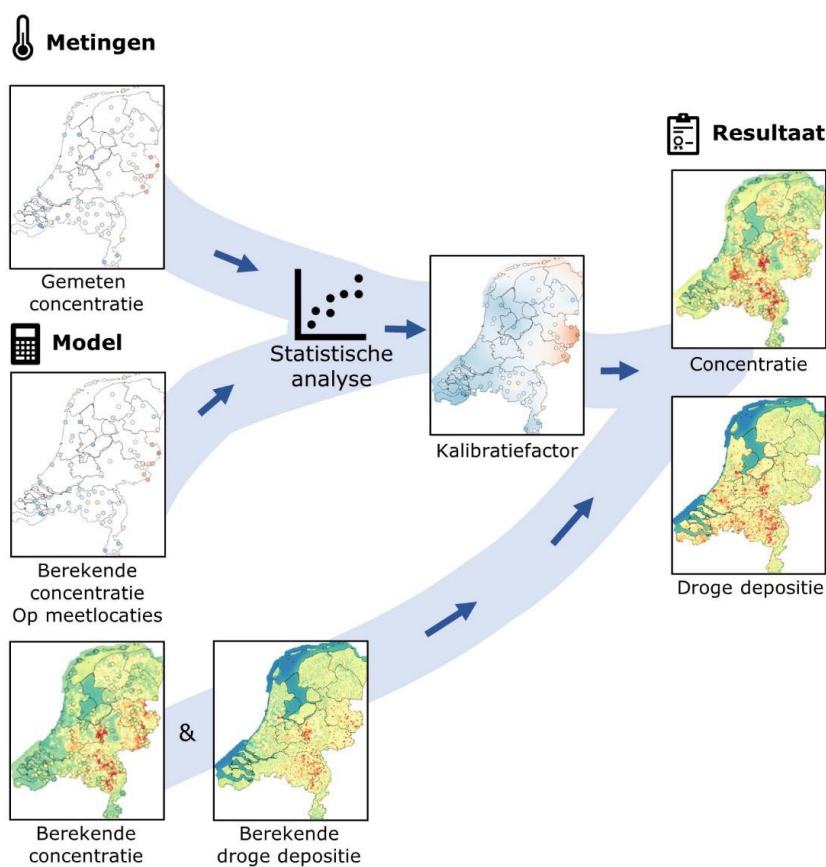 Metingen
Gemeten
concentratie
Model
Berekende
concentratie
Op meetlocaties
Statistische
analyse
Kalibratiefactor
Resultaat
Concentratie
Droge depositie
Berekende
concentratie
&
Berekende
droge depositie